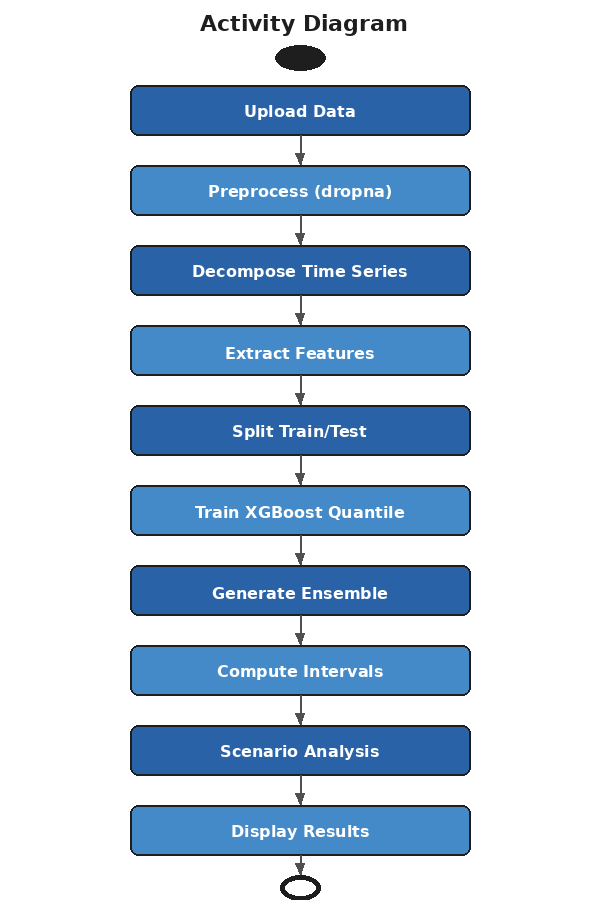 Activity Diagram
Upload Data
Preprocess (dropna)
Decompose Time Series
Extract Features
Split Train/Test
Train XGBoost Quantile
Generate Ensemble
Compute Intervals
Scenario Analysis
Display Results